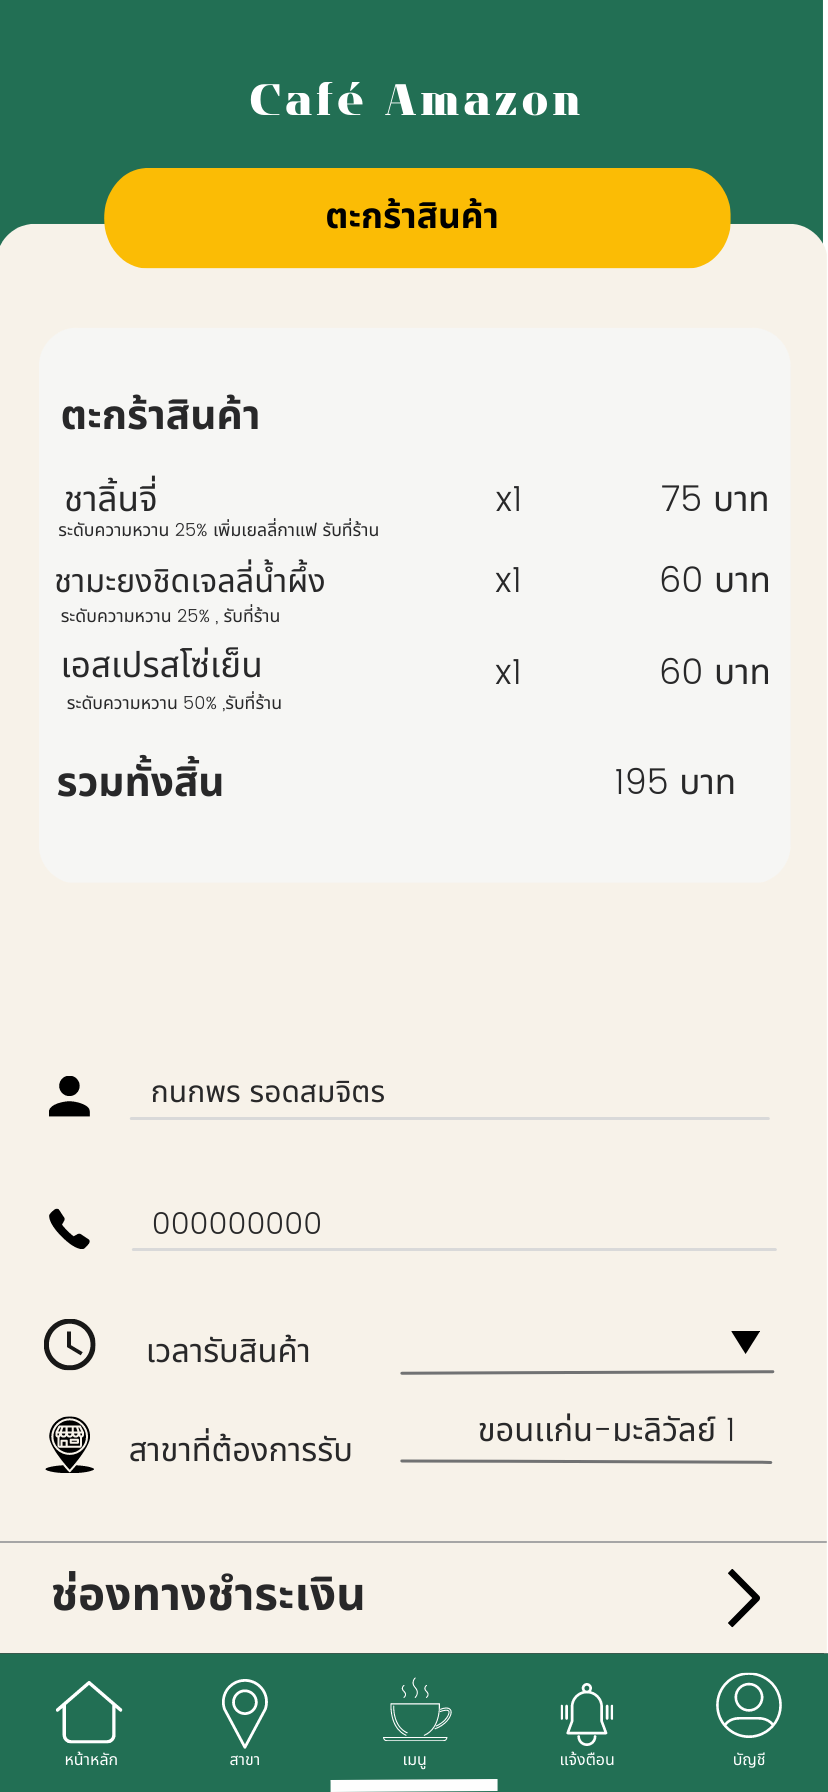 Café Amazon
ตะกร้าสินค้า
ตะกร้าสินค้า
ชาลิ้นจี่ x1 75 บาท
ระดับความหวาน 25% เพิ่มเยลลี่กาแฟ รับที่ร้าน
ชามะยงชิดเจลลี่น้ำผึ้ง x1 60 บาท
ระดับความหวาน 25% , รับที่ร้าน
เอสเปรสโซ่เย็น x1 60 บาท
ระดับความหวาน 50% ,รับที่ร้าน
รวมทั้งสิ้น 195 บาท
กนกพร รอดสมจิตร
000000000
เวลารับสินค้า
สาขาที่ต้องการรับ ขอนแก่น-มะลิวัลย์ 1
ช่องทางชำระเงิน
หน้าหลัก สาขา เมนู แจ้งตือน บัญชี